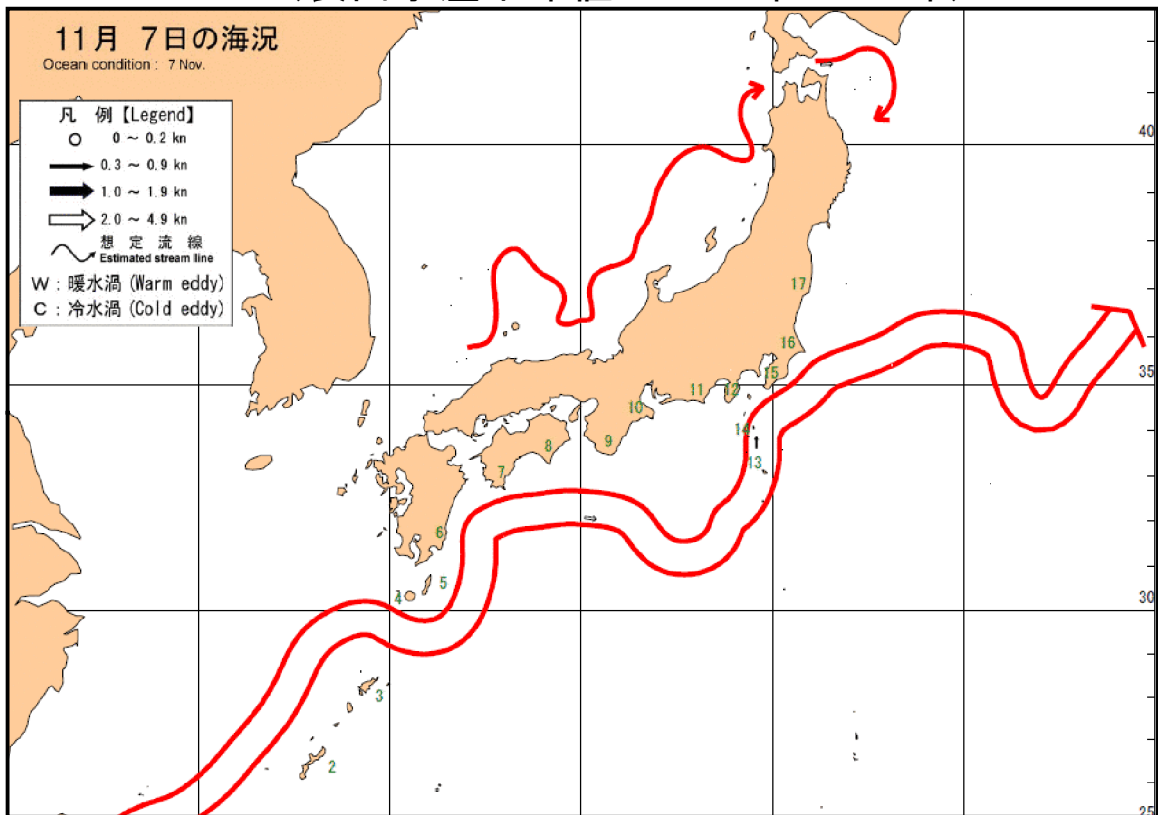 11月 7日の海況
Ocean condition : 7 Nov.
凡 例【Legend】
0 ～ 0.2 kn
0.3 ～ 0.9 kn
1.0 ～ 1.9 kn
2.0 ～ 4.9 kn
想 定 流 線
Estimated stream line
W : 暖水渦 (Warm eddy)
C : 冷水渦 (Cold eddy)
40
17
16
35
15
12
11
10
14
9
8
13
7
6
5
4
30
3
2
25